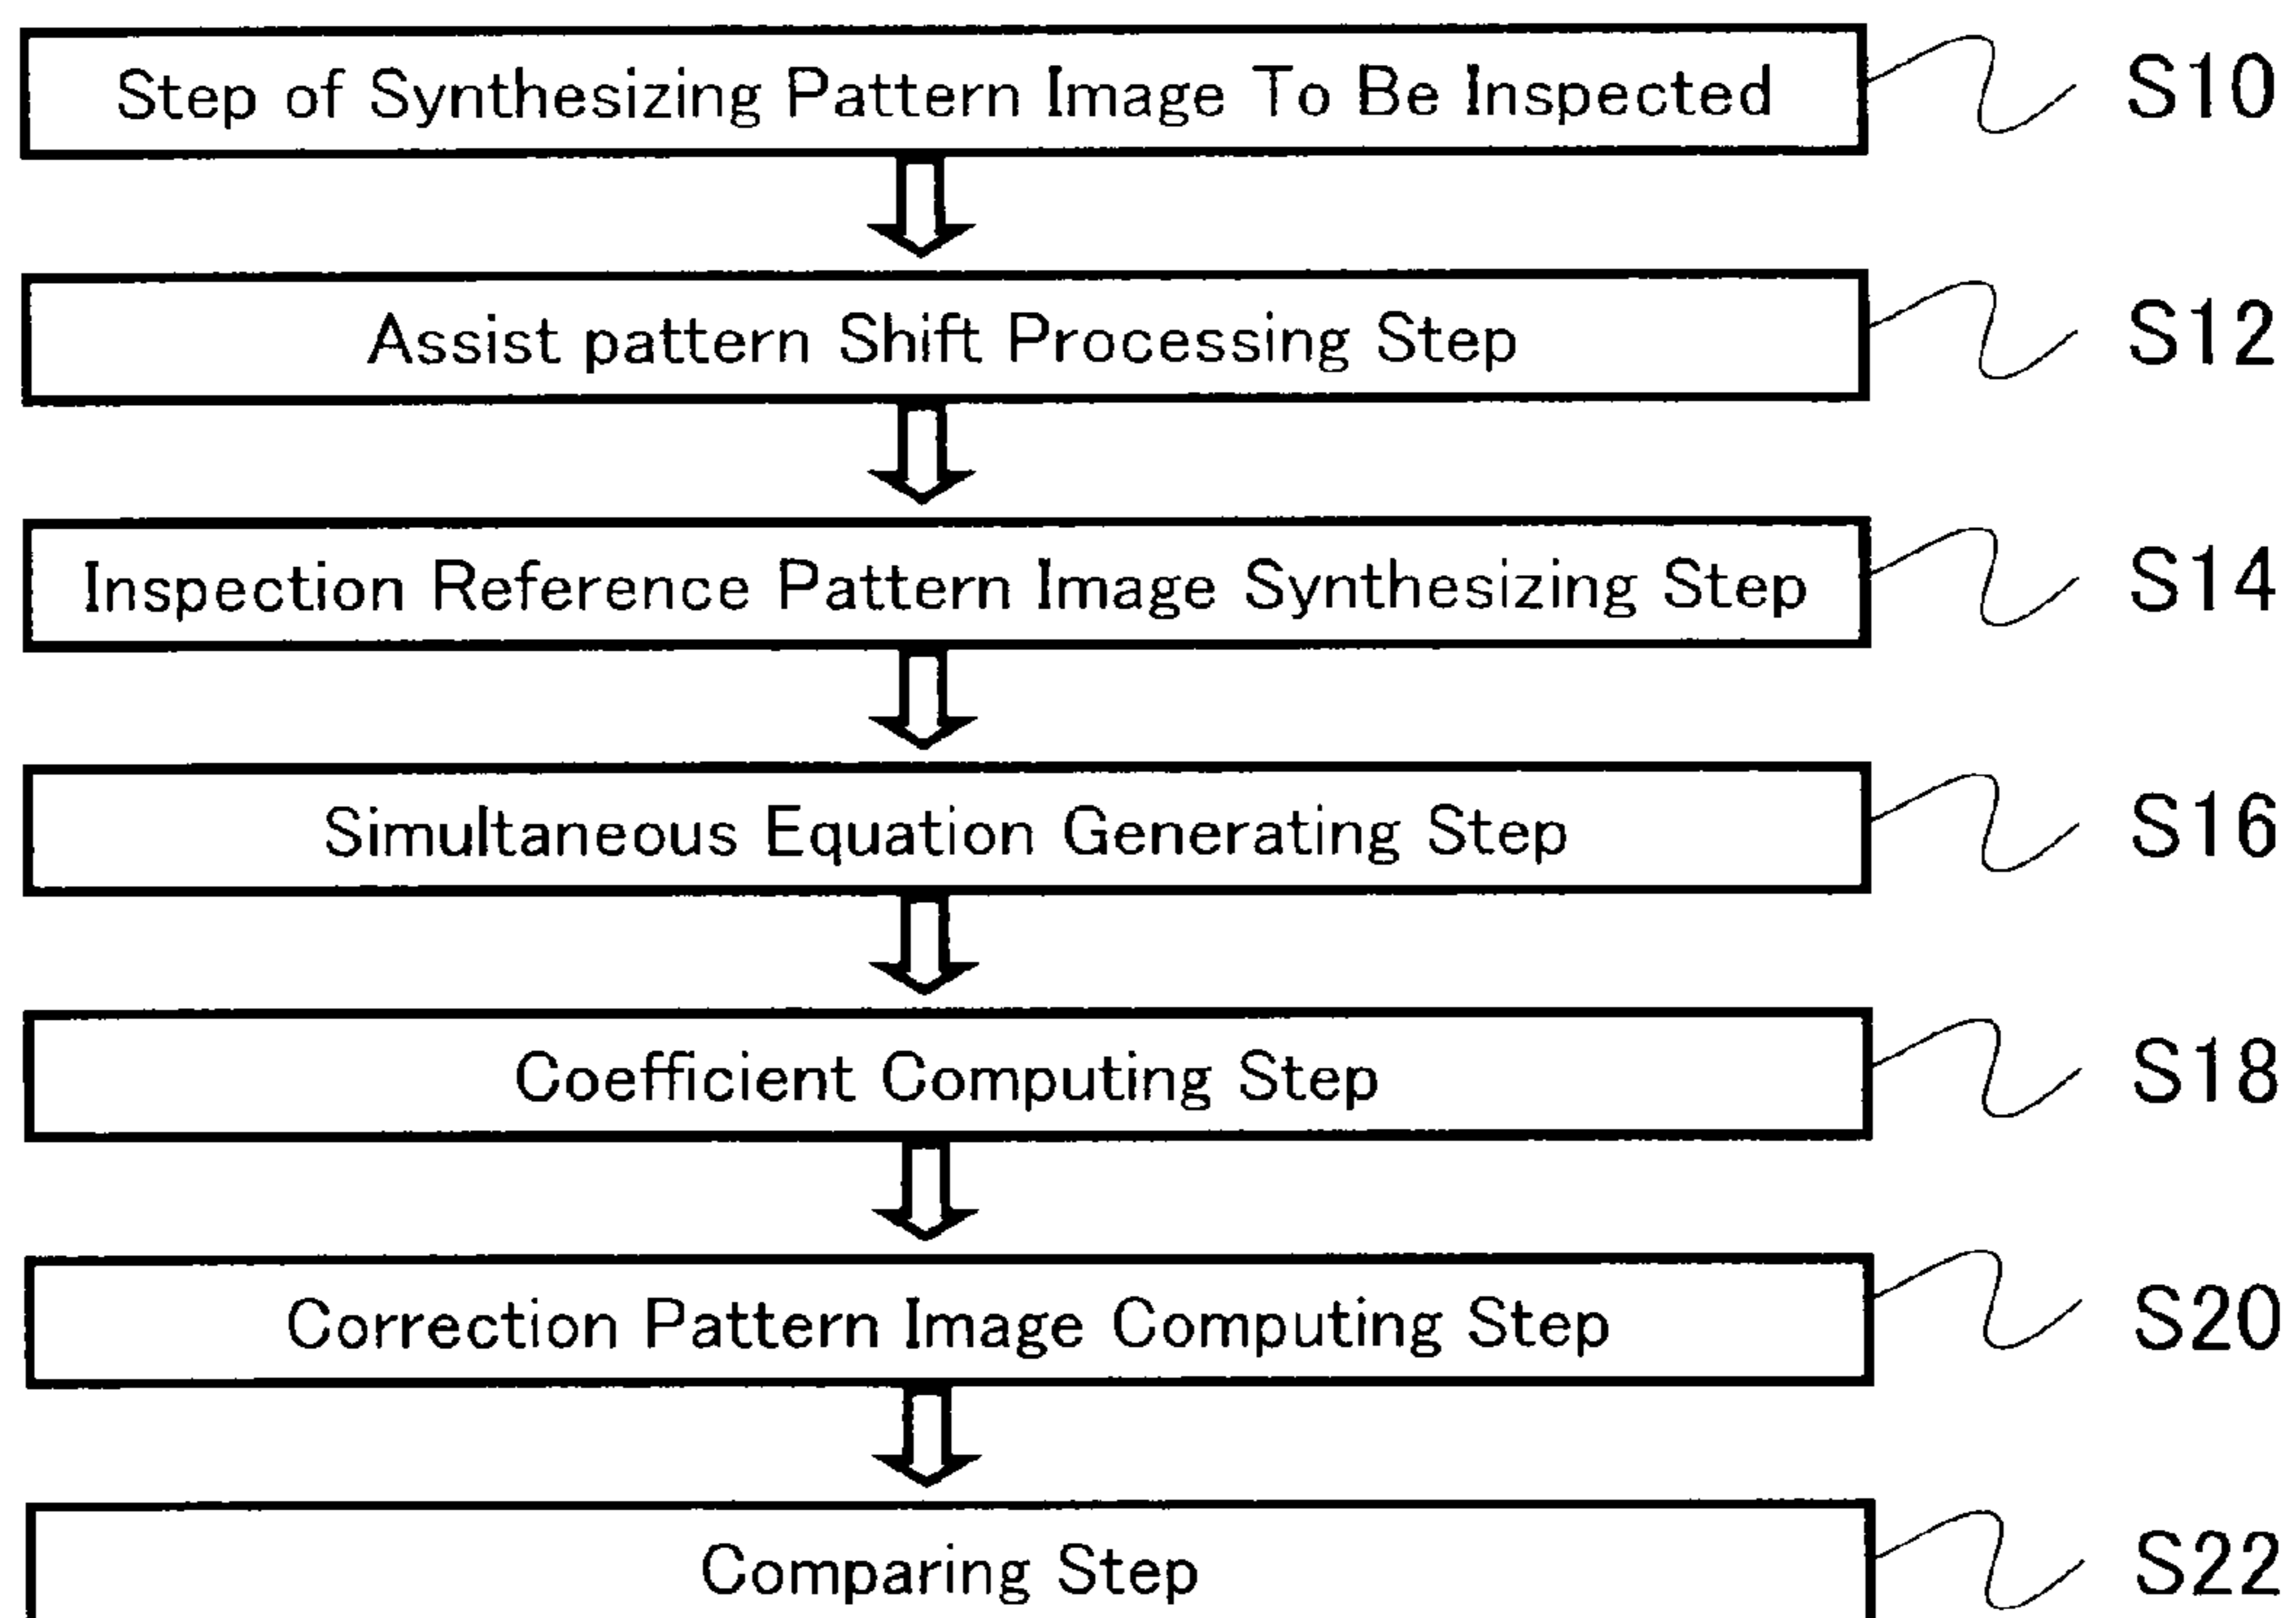 Step of Synthesizing Pattern Image To Be Inspected S10
Assist pattern Shift Processing Step S12
Inspection Reference Pattern Image Synthesizing Step S14
Simultaneous Equation Generating Step S16
Coefficient Computing Step S18
Correction Pattern Image Computing Step S20
Comparing Step S22